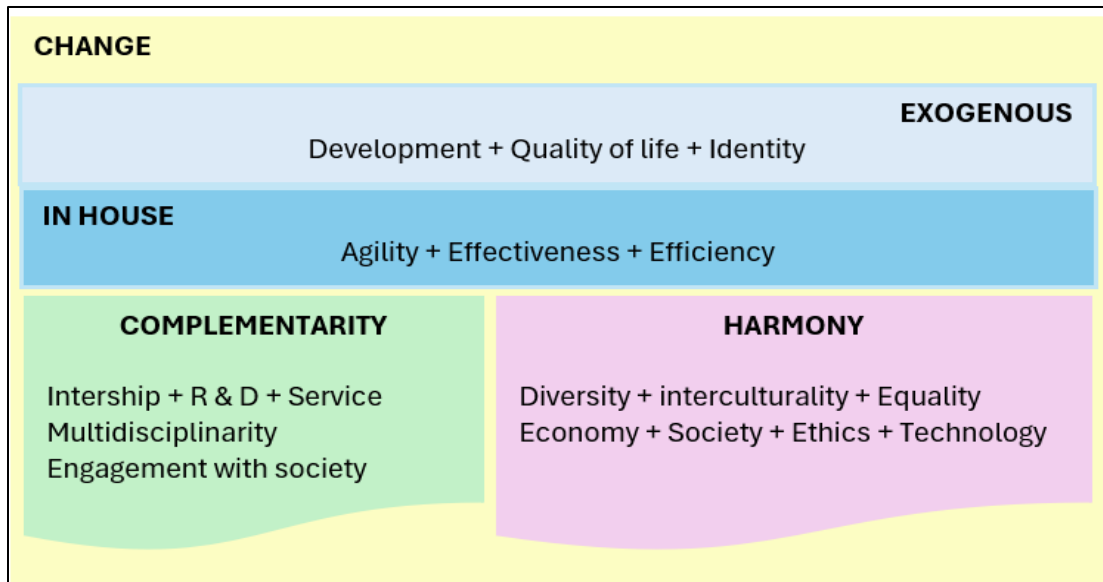 CHANGE
EXOGENOUS
Development + Quality of life + Identity
IN HOUSE
Agility + Effectiveness + Efficiency
COMPLEMENTARITY
Intership + R & D + Service
Multidisciplinarity
Engagement with society
HARMONY
Diversity + interculturality + Equality
Economy + Society + Ethics + Technology